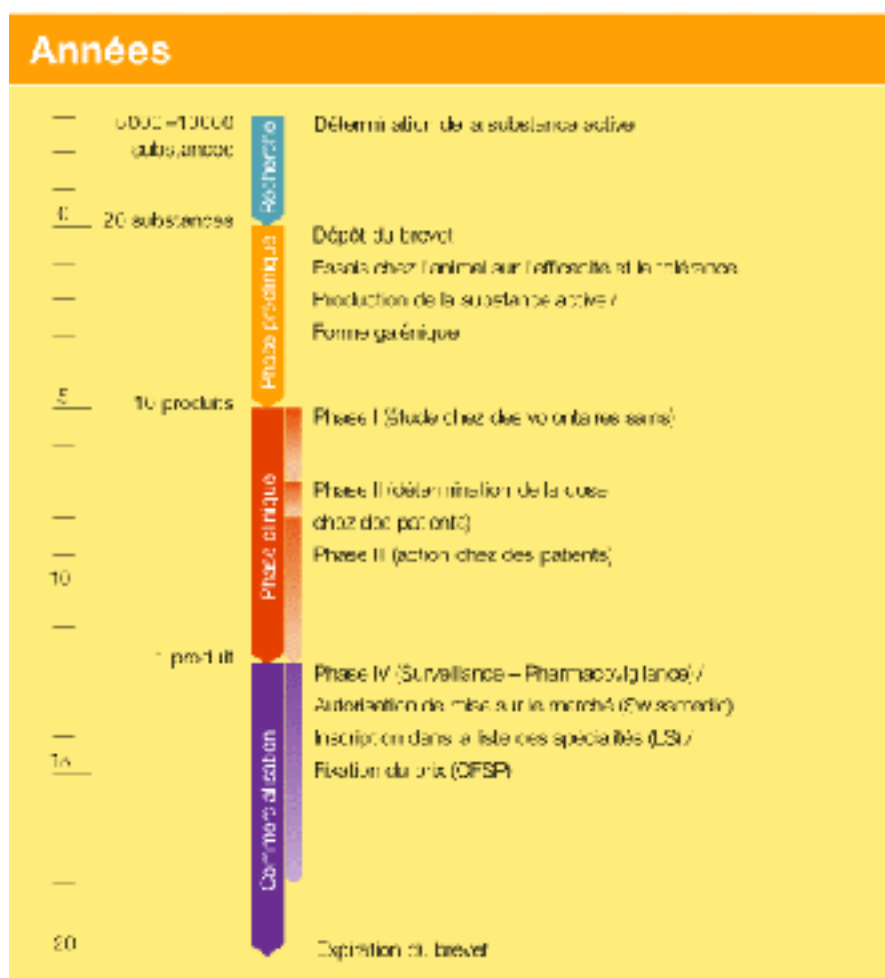 Années
5000–10000 Détermination de la substance active
substances
Recherche
0 20 substances
Dépôt du brevet
Essais chez l'animal sur l'efficacité et la tolérance
Production de la substance active /
Forme galénique
Phase préclinique
5 10 produits
Phase I (étude chez des volontaires sains)
Phase II (détermination de la dose
chez des patients)
Phase III (action chez des patients)
Phase clinique
10
1 produit
Phase IV (Surveillance – Pharmacovigilance) /
Autorisation de mise sur le marché (Swissmedic)
Inscription dans la liste des spécialités (LS) /
Fixation du prix (OFSP)
15
Commercialisation
20 Expiration du brevet